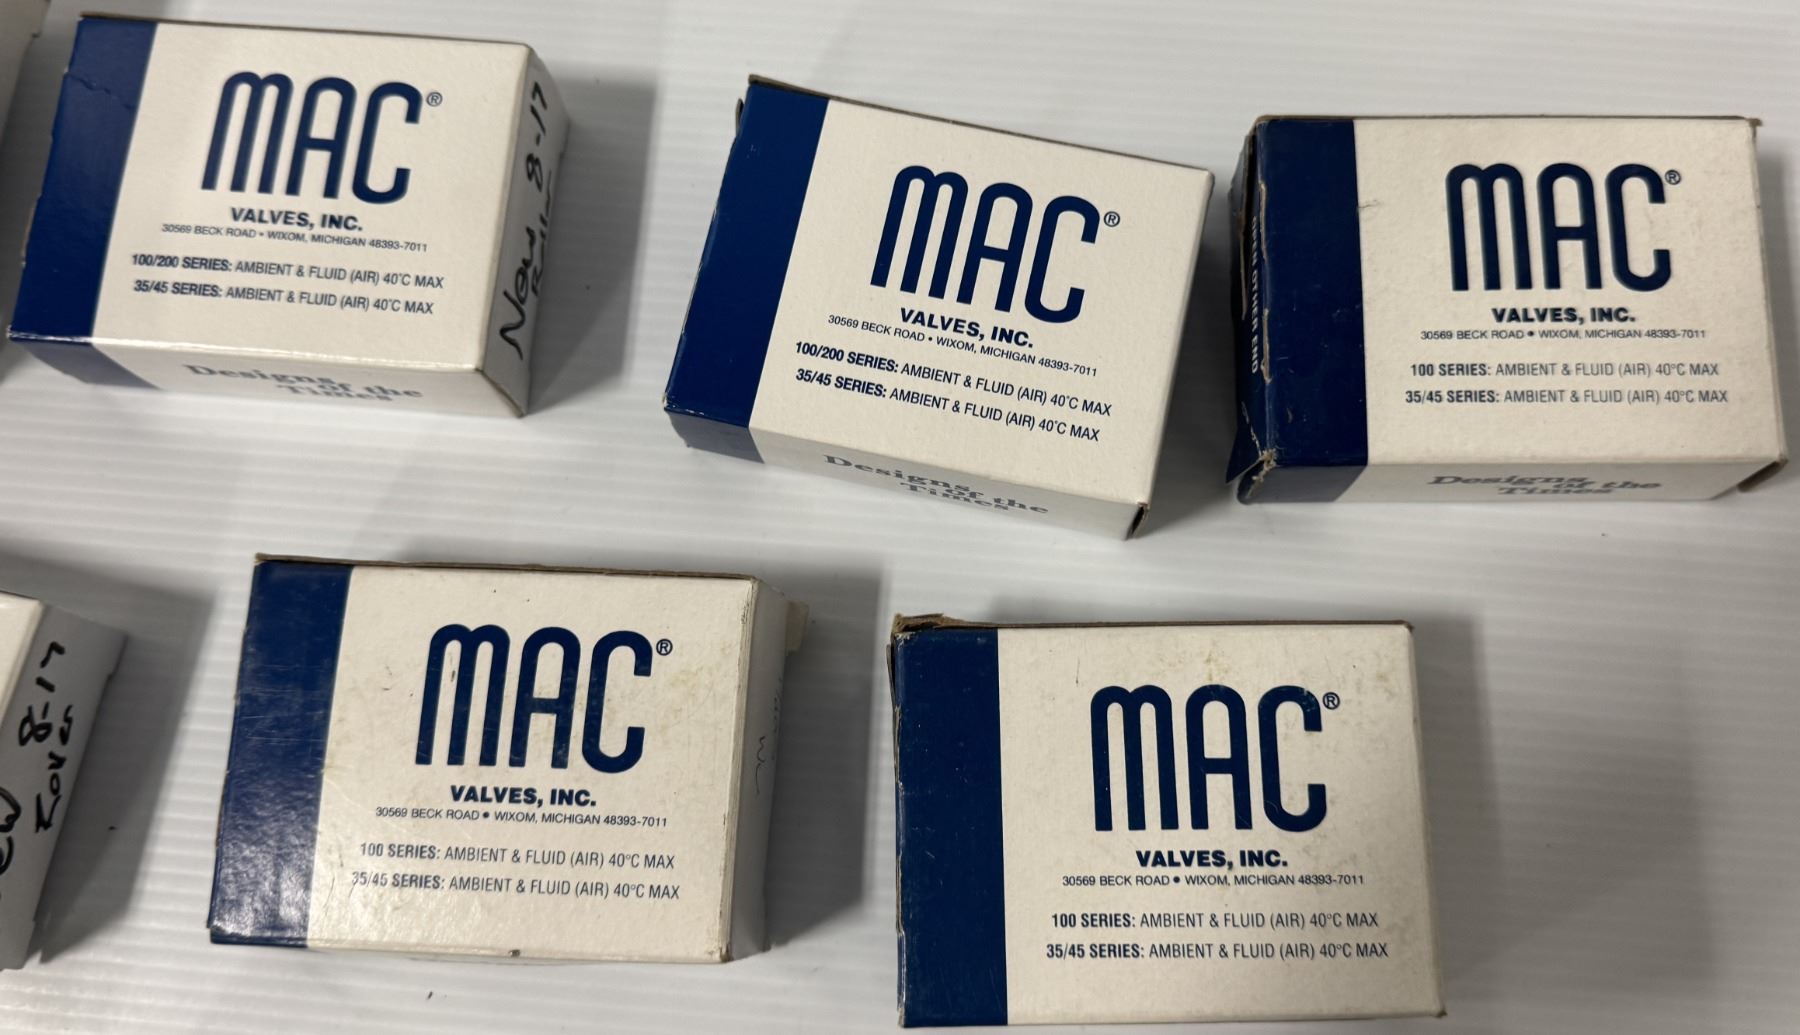 MAC®
VALVES, INC.
30569 BECK ROAD • WIXOM, MICHIGAN 48393-7011
100/200 SERIES: AMBIENT & FLUID (AIR) 40°C MAX
35/45 SERIES: AMBIENT & FLUID (AIR) 40°C MAX
Designs of the
Times
New 8-17
MAC®
VALVES, INC.
30569 BECK ROAD • WIXOM, MICHIGAN 48393-7011
100/200 SERIES: AMBIENT & FLUID (AIR) 40°C MAX
35/45 SERIES: AMBIENT & FLUID (AIR) 40°C MAX
Designs of the
Times
OPEN OTHER END
MAC®
VALVES, INC.
30569 BECK ROAD • WIXOM, MICHIGAN 48393-7011
100 SERIES: AMBIENT & FLUID (AIR) 40°C MAX
35/45 SERIES: AMBIENT & FLUID (AIR) 40°C MAX
Designs of the
Times
8-17
MAC®
VALVES, INC.
30569 BECK ROAD • WIXOM, MICHIGAN 48393-7011
100 SERIES: AMBIENT & FLUID (AIR) 40°C MAX
35/45 SERIES: AMBIENT & FLUID (AIR) 40°C MAX
MAC®
VALVES, INC.
30569 BECK ROAD • WIXOM, MICHIGAN 48393-7011
100 SERIES: AMBIENT & FLUID (AIR) 40°C MAX
35/45 SERIES: AMBIENT & FLUID (AIR) 40°C MAX